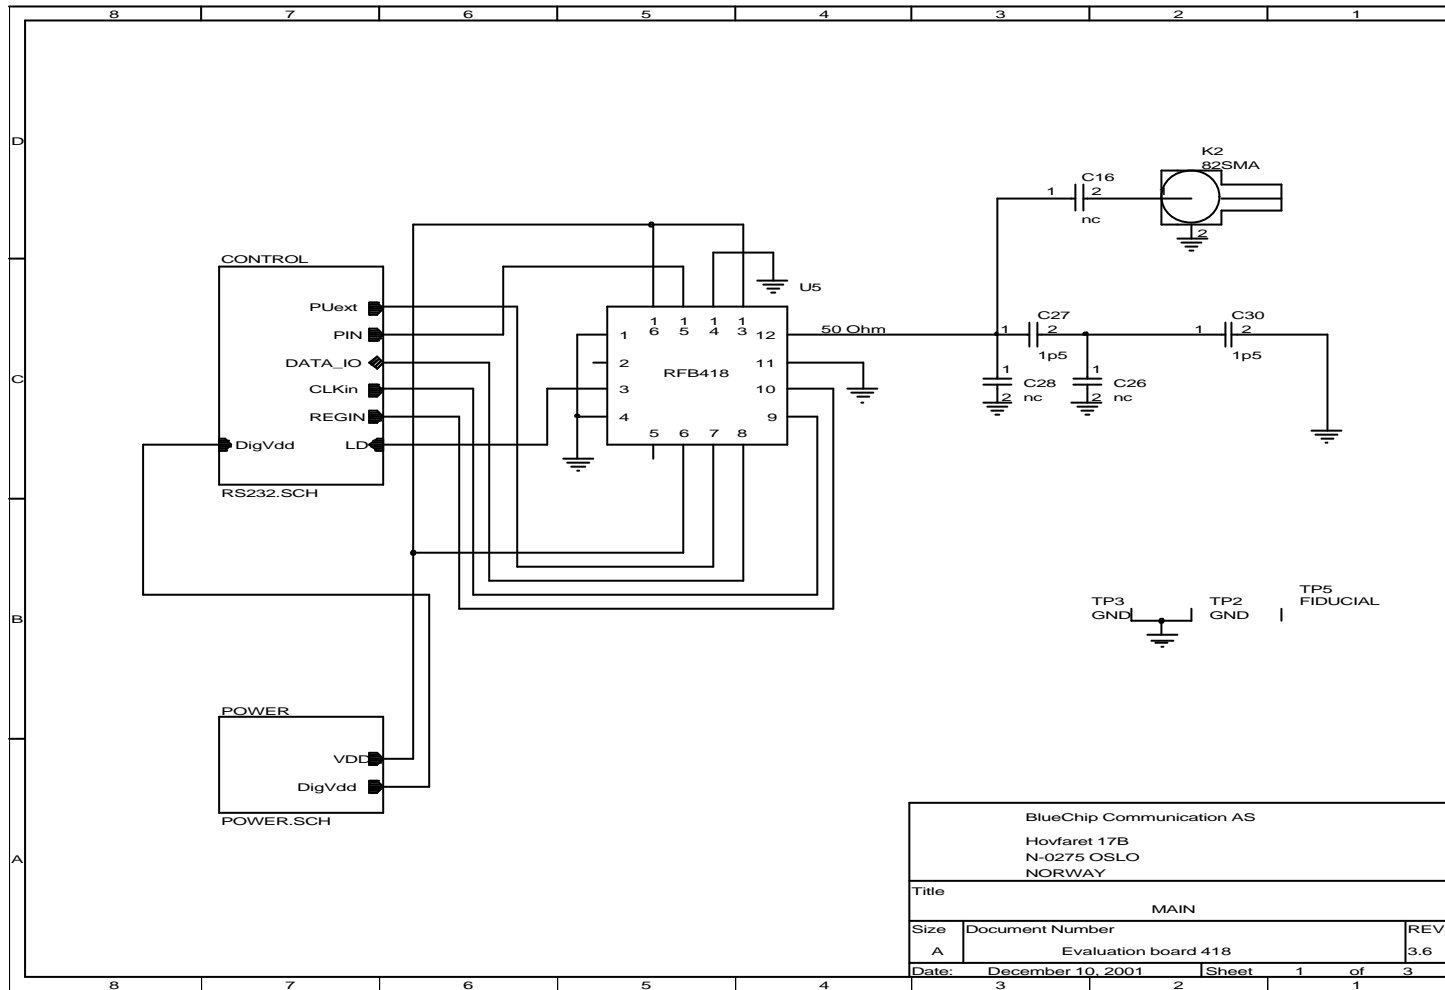 8 7 6 5 4 3 2 1
D
K2
82SMA
C16
1 2
nc
1
2
CONTROL
PUext
PIN
DATA_IO
CLKin
REGIN
DigVdd LD
RS232.SCH
U5
1 1 1 1
6 5 4 3
1 12
2 11
3 10
4 9
5 6 7 8
RFB418
50 Ohm
C27
1 2
1p5
C30
1 2
1p5
1
C28
2 nc
1
C26
2 nc
C
B
TP3
GND
TP2
GND
TP5
FIDUCIAL
POWER
VDD
DigVdd
POWER.SCH
A
BlueChip Communication AS
Hovfaret 17B
N-0275 OSLO
NORWAY
Title
MAIN
Size Document Number REV
A Evaluation board 418 3.6
Date: December 10, 2001 Sheet 1 of 3
8 7 6 5 4 3 2 1